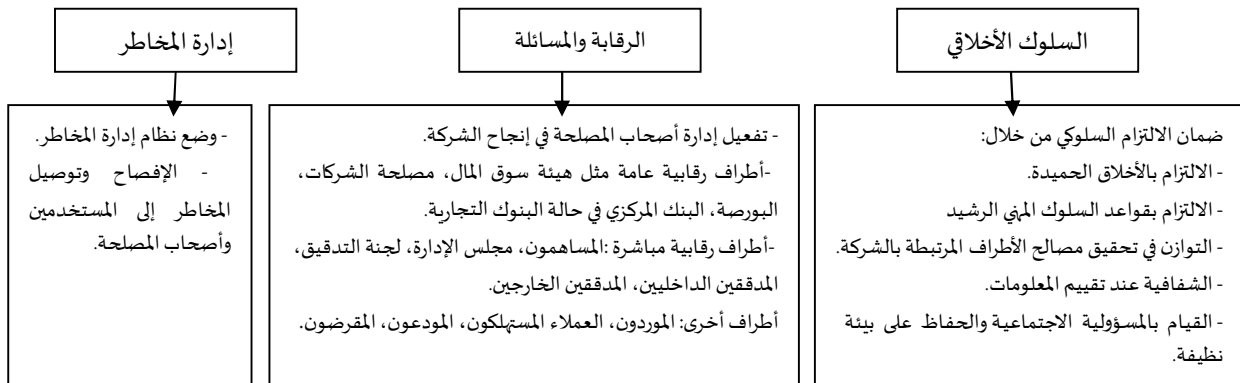 السلوك الأخلاقي
ضمان الالتزام السلوكي من خلال:
- الالتزام بالأخلاق الحميدة.
- الالتزام بقواعد السلوك المهني الرشيد
- التوازن في تحقيق مصالح الأطراف المرتبطة بالشركة.
- الشفافية عند تقييم المعلومات.
- القيام بالمسؤولية الاجتماعية والحفاظ على بيئة
نظيفة.
الرقابة والمسائلة
- تفعيل إدارة أصحاب المصلحة في إنجاح الشركة.
-أطراف رقابية عامة مثل هيئة سوق المال، مصلحة الشركات،
البورصة، البنك المركزي في حالة البنوك التجارية.
-أطراف رقابية مباشرة :المساهمون، مجلس الإدارة، لجنة التدقيق،
المدققين الداخليين، المدققين الخارجين.
أطراف أخرى: الموردون، العملاء المستهلكون، المودعون، المقرضون.
إدارة المخاطر
- وضع نظام إدارة المخاطر.
- الإفصاح وتوصيل
المخاطر إلى المستخدمين
وأصحاب المصلحة.